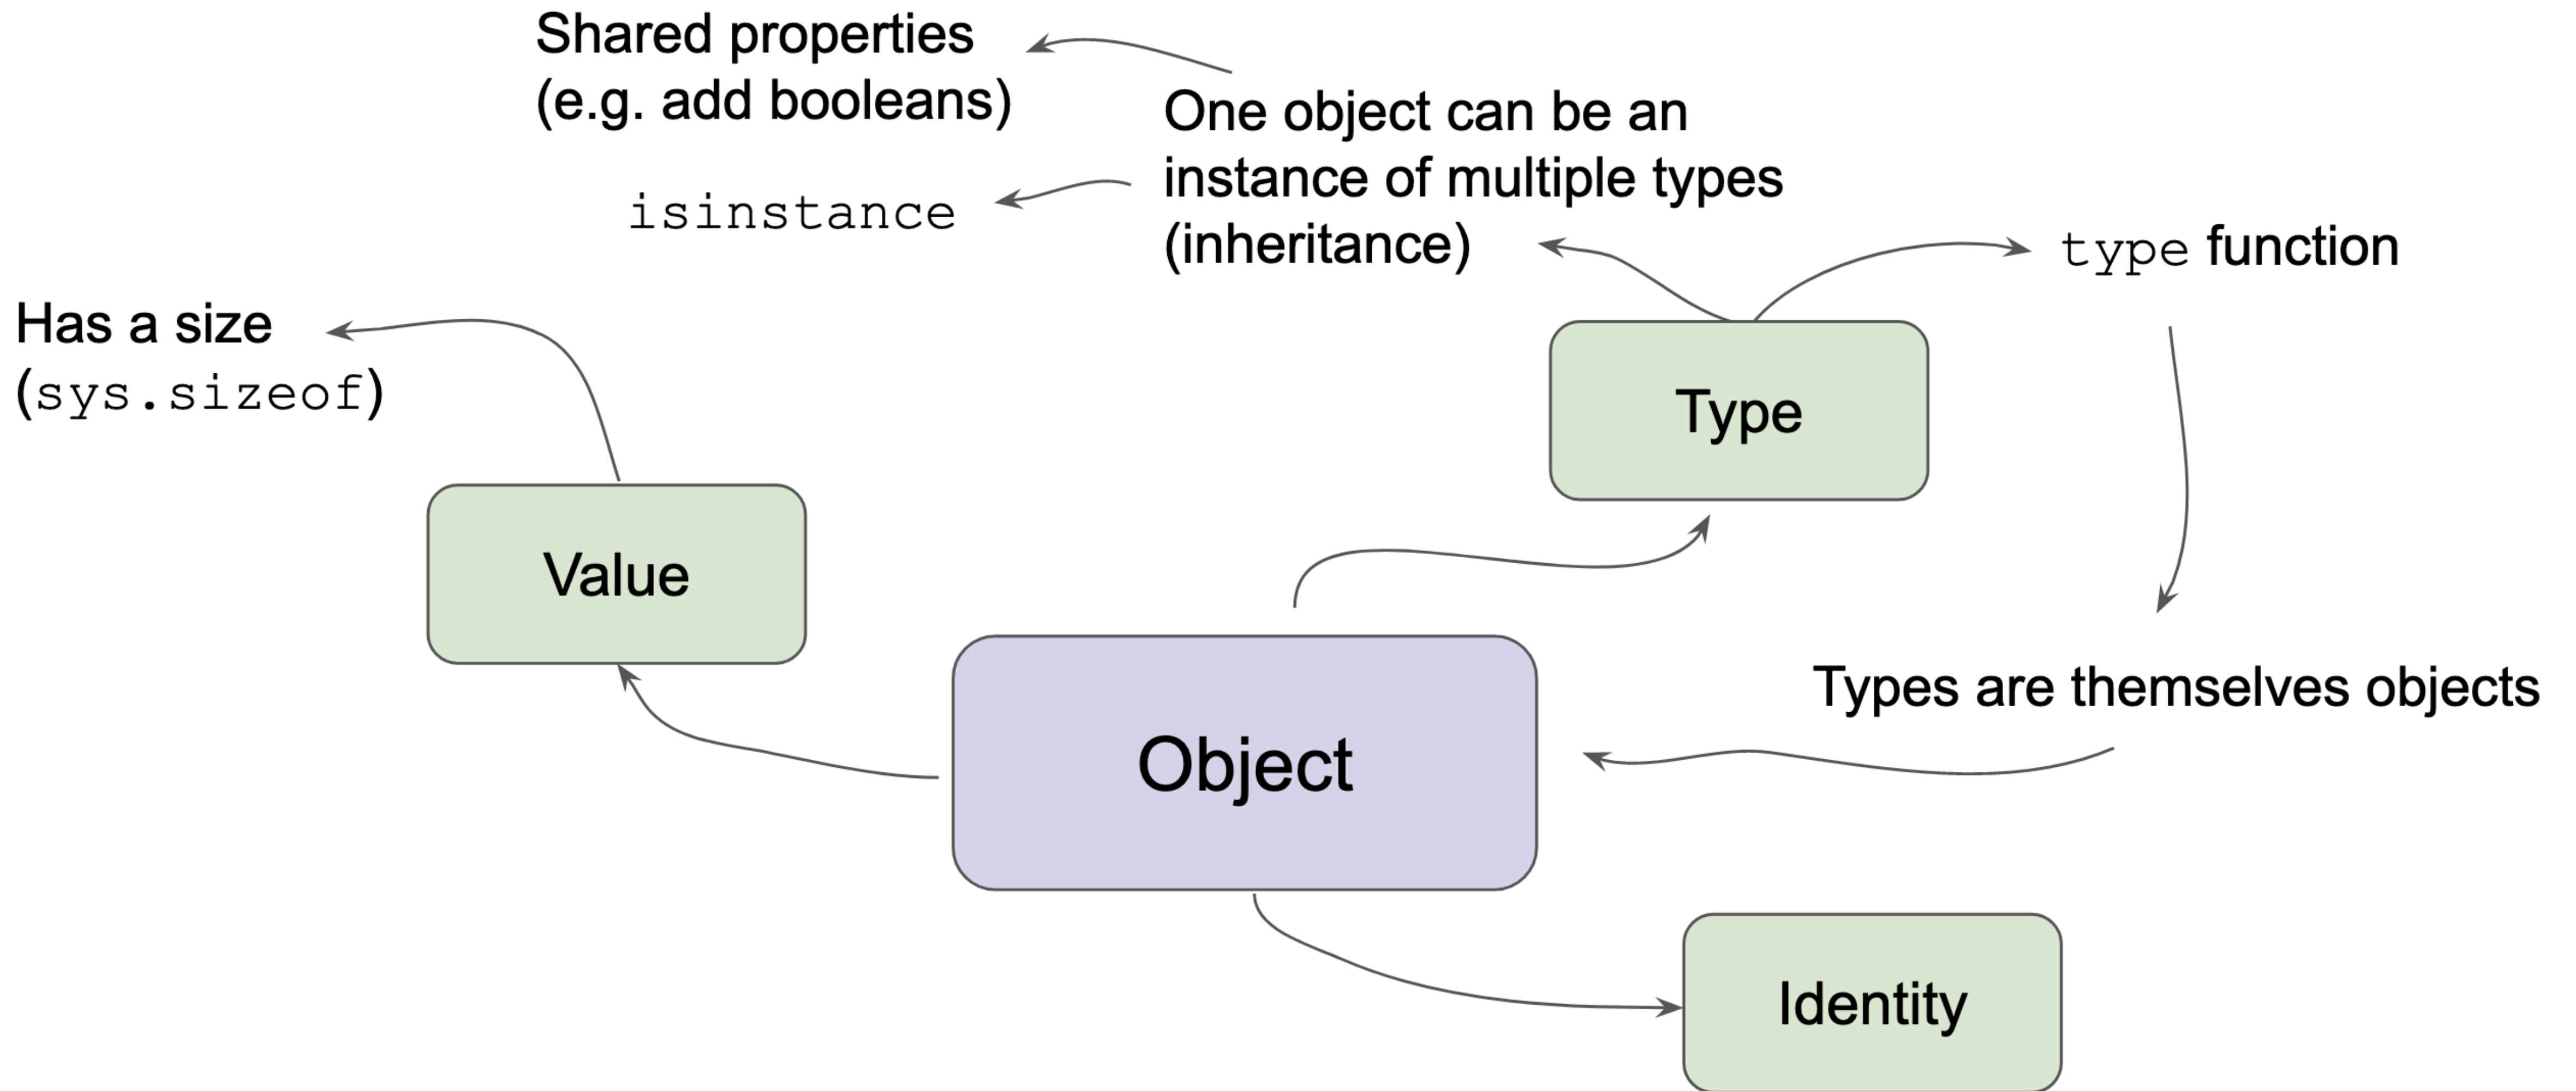 Shared properties
(e.g. add booleans)
One object can be an
instance of multiple types
(inheritance)
isinstance
type function
Has a size
(sys.sizeof)
Type
Value
Types are themselves objects
Object
Identity